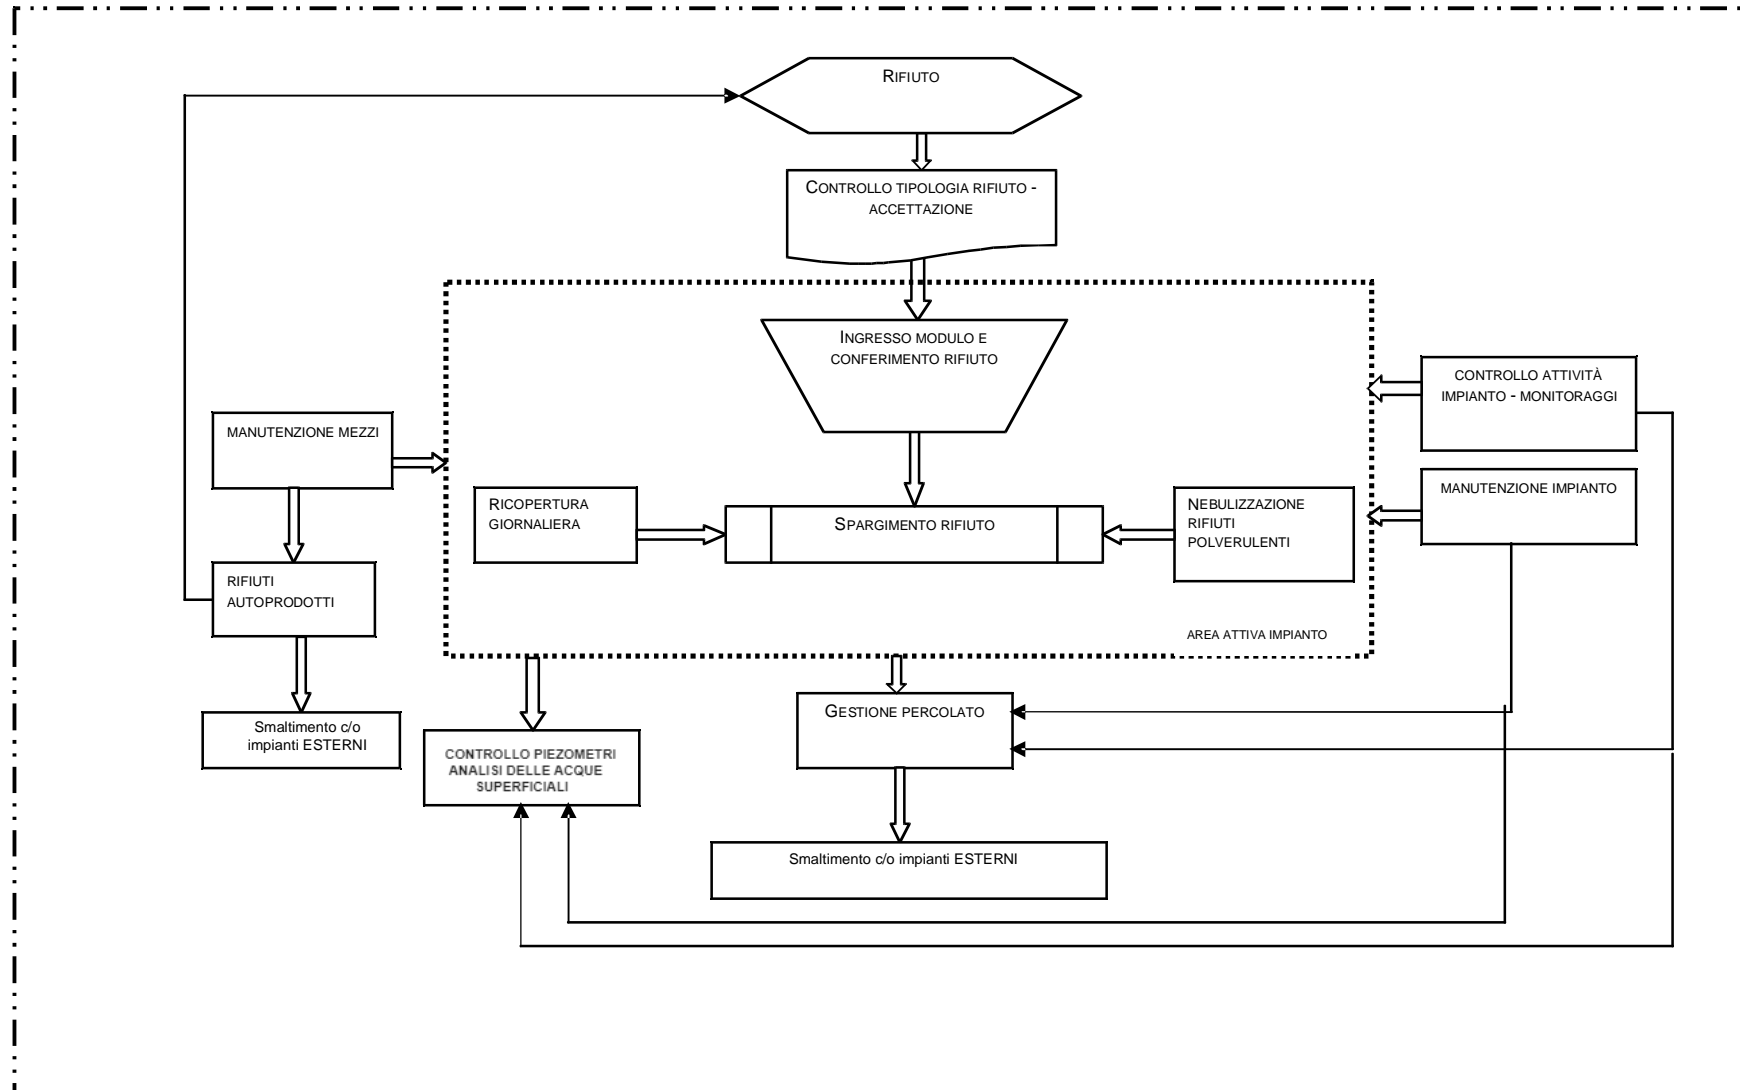 RIFIUTO
CONTROLLO TIPOLOGIA RIFIUTO -
ACCETTAZIONE
INGRESSO MODULO E
CONFERIMENTO RIFIUTO
CONTROLLO ATTIVITÀ
IMPIANTO - MONITORAGGI
MANUTENZIONE MEZZI
MANUTENZIONE IMPIANTO
RICOPERTURA
GIORNALIERA
SPARGIMENTO RIFIUTO
NEBULIZZAZIONE
RIFIUTI
POLVERULENTI
RIFIUTI
AUTOPRODOTTI
AREA ATTIVA IMPIANTO
Smaltimento c/o
impianti ESTERNI
GESTIONE PERCOLATO
CONTROLLO PIEZOMETRI
ANALISI DELLE ACQUE
SUPERFICIALI
Smaltimento c/o impianti ESTERNI